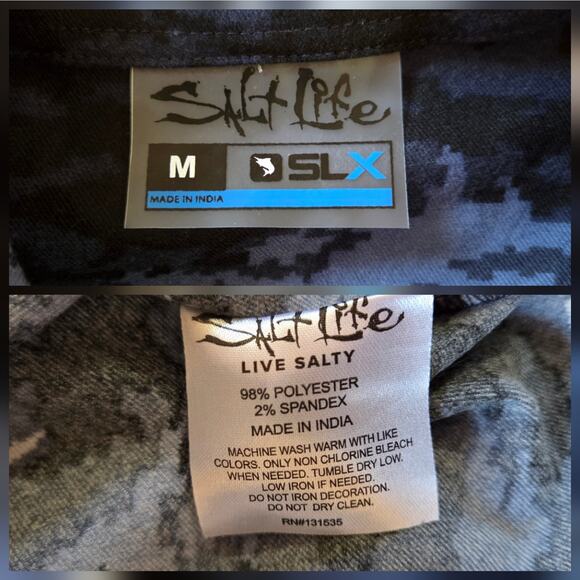 Salt Life
M SLX
MADE IN INDIA
Salt Life
LIVE SALTY
98% POLYESTER
2% SPANDEX
MADE IN INDIA
MACHINE WASH WARM WITH LIKE
COLORS. ONLY NON CHLORINE BLEACH
WHEN NEEDED. TUMBLE DRY LOW.
LOW IRON IF NEEDED.
DO NOT IRON DECORATION.
DO NOT DRY CLEAN.
RN#131535